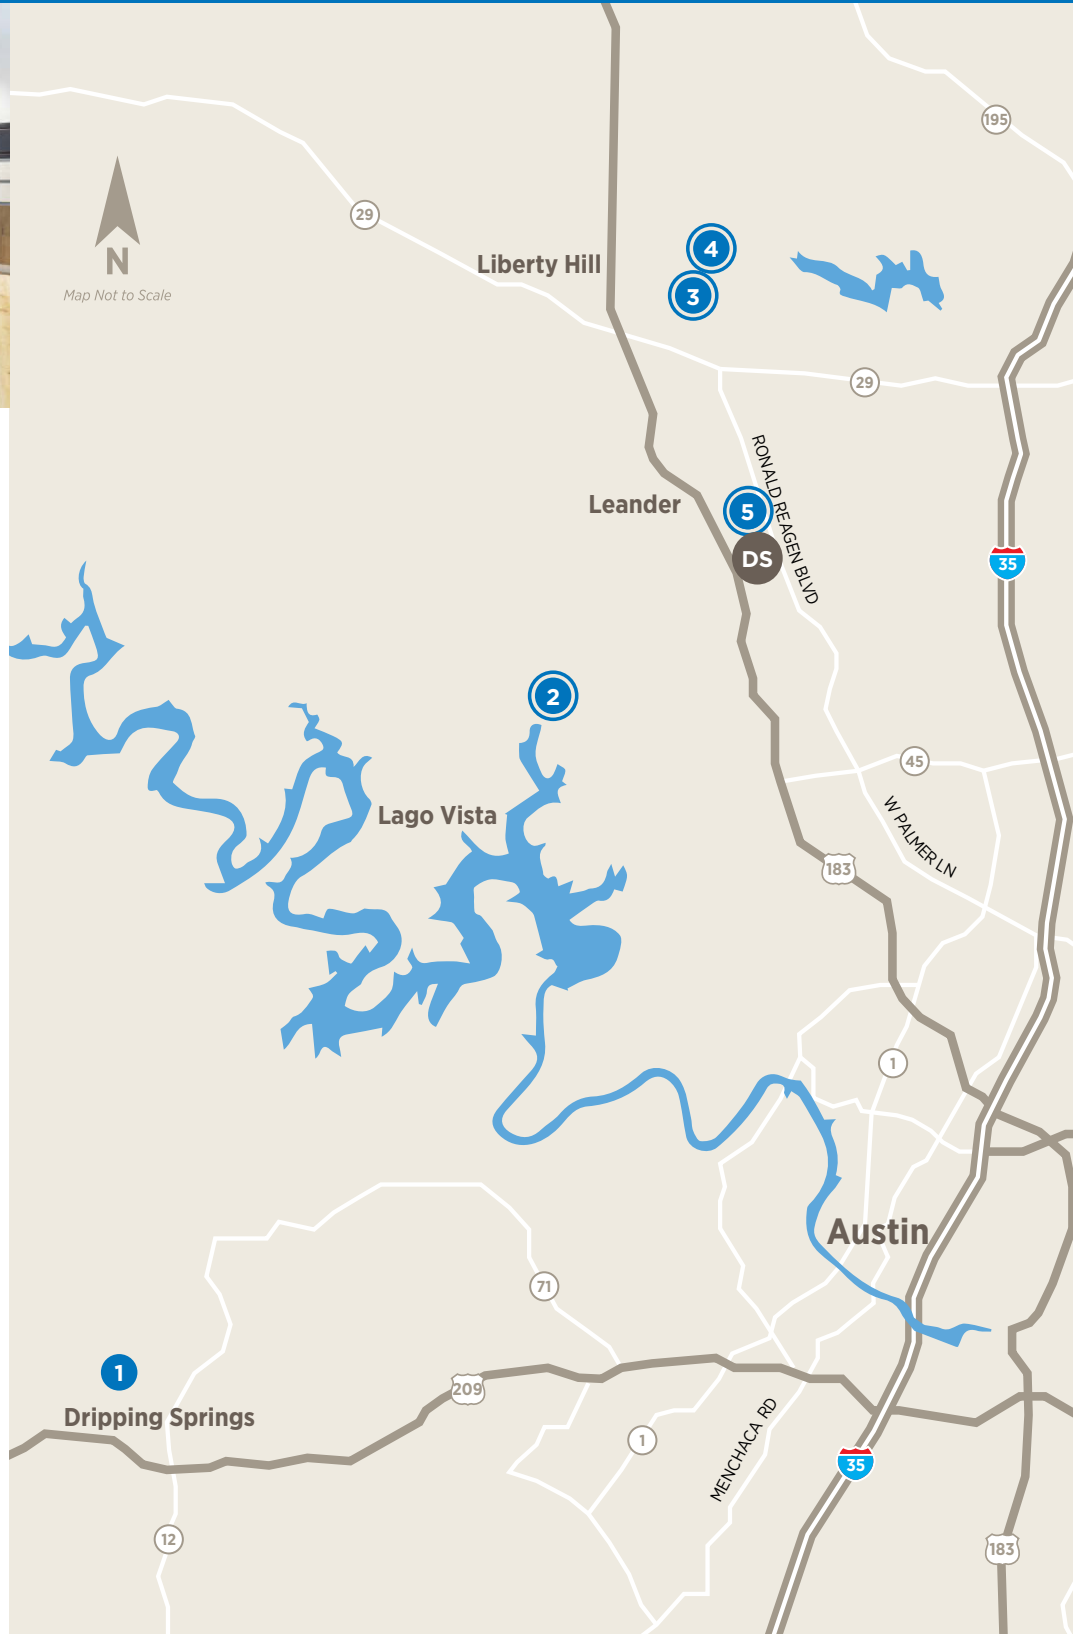 195
29
N
Map Not to Scale
Liberty Hill
4
3
29
RONALD REAGEN BLVD
Leander
5
DS
35
2
45
Lago Vista
W PALMER LN
183
1
Austin
71
1
Dripping Springs
209
1
MENCHACA RD
35
12
183